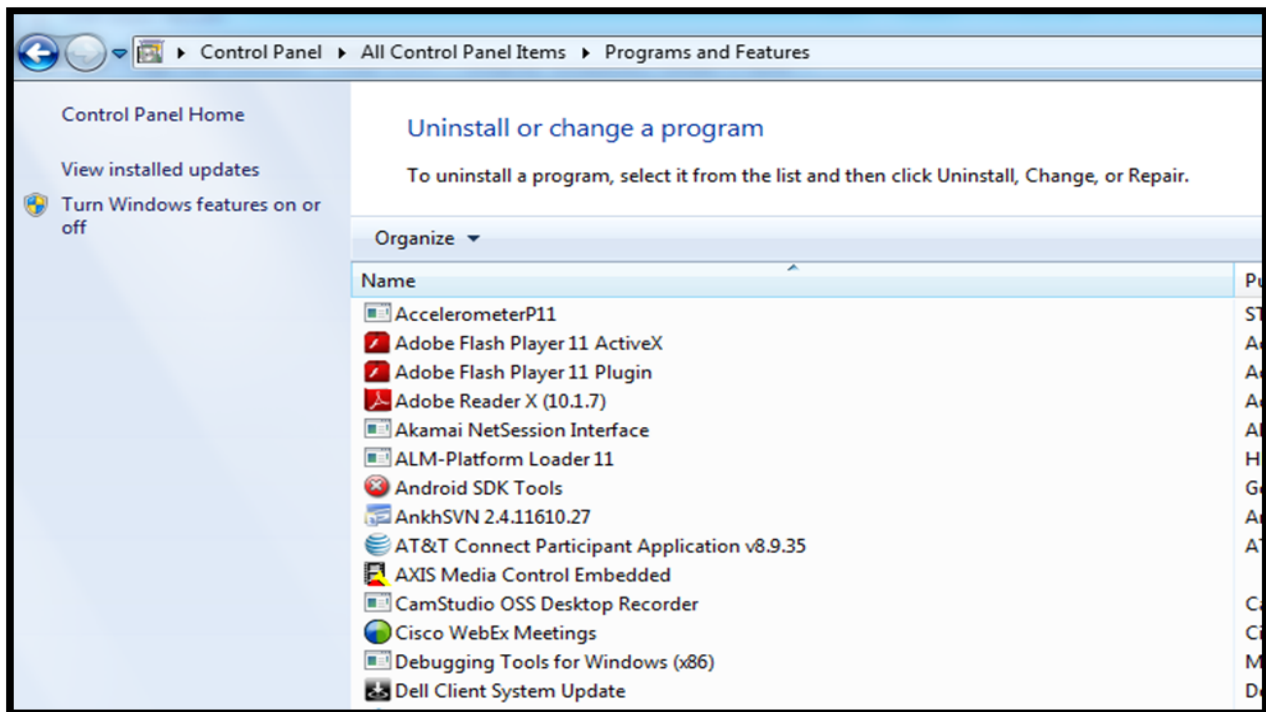 Control Panel All Control Panel Items Programs and Features
Control Panel Home
View installed updates
Turn Windows features on or
off
Uninstall or change a program
To uninstall a program, select it from the list and then click Uninstall, Change, or Repair.
Organize
Name
AccelerometerP11
Adobe Flash Player 11 ActiveX
Adobe Flash Player 11 Plugin
Adobe Reader X (10.1.7)
Akamai NetSession Interface
ALM-Platform Loader 11
Android SDK Tools
AnkhSVN 2.4.11610.27
AT&T Connect Participant Application v8.9.35
AXIS Media Control Embedded
CamStudio OSS Desktop Recorder
Cisco WebEx Meetings
Debugging Tools for Windows (x86)
Dell Client System Update